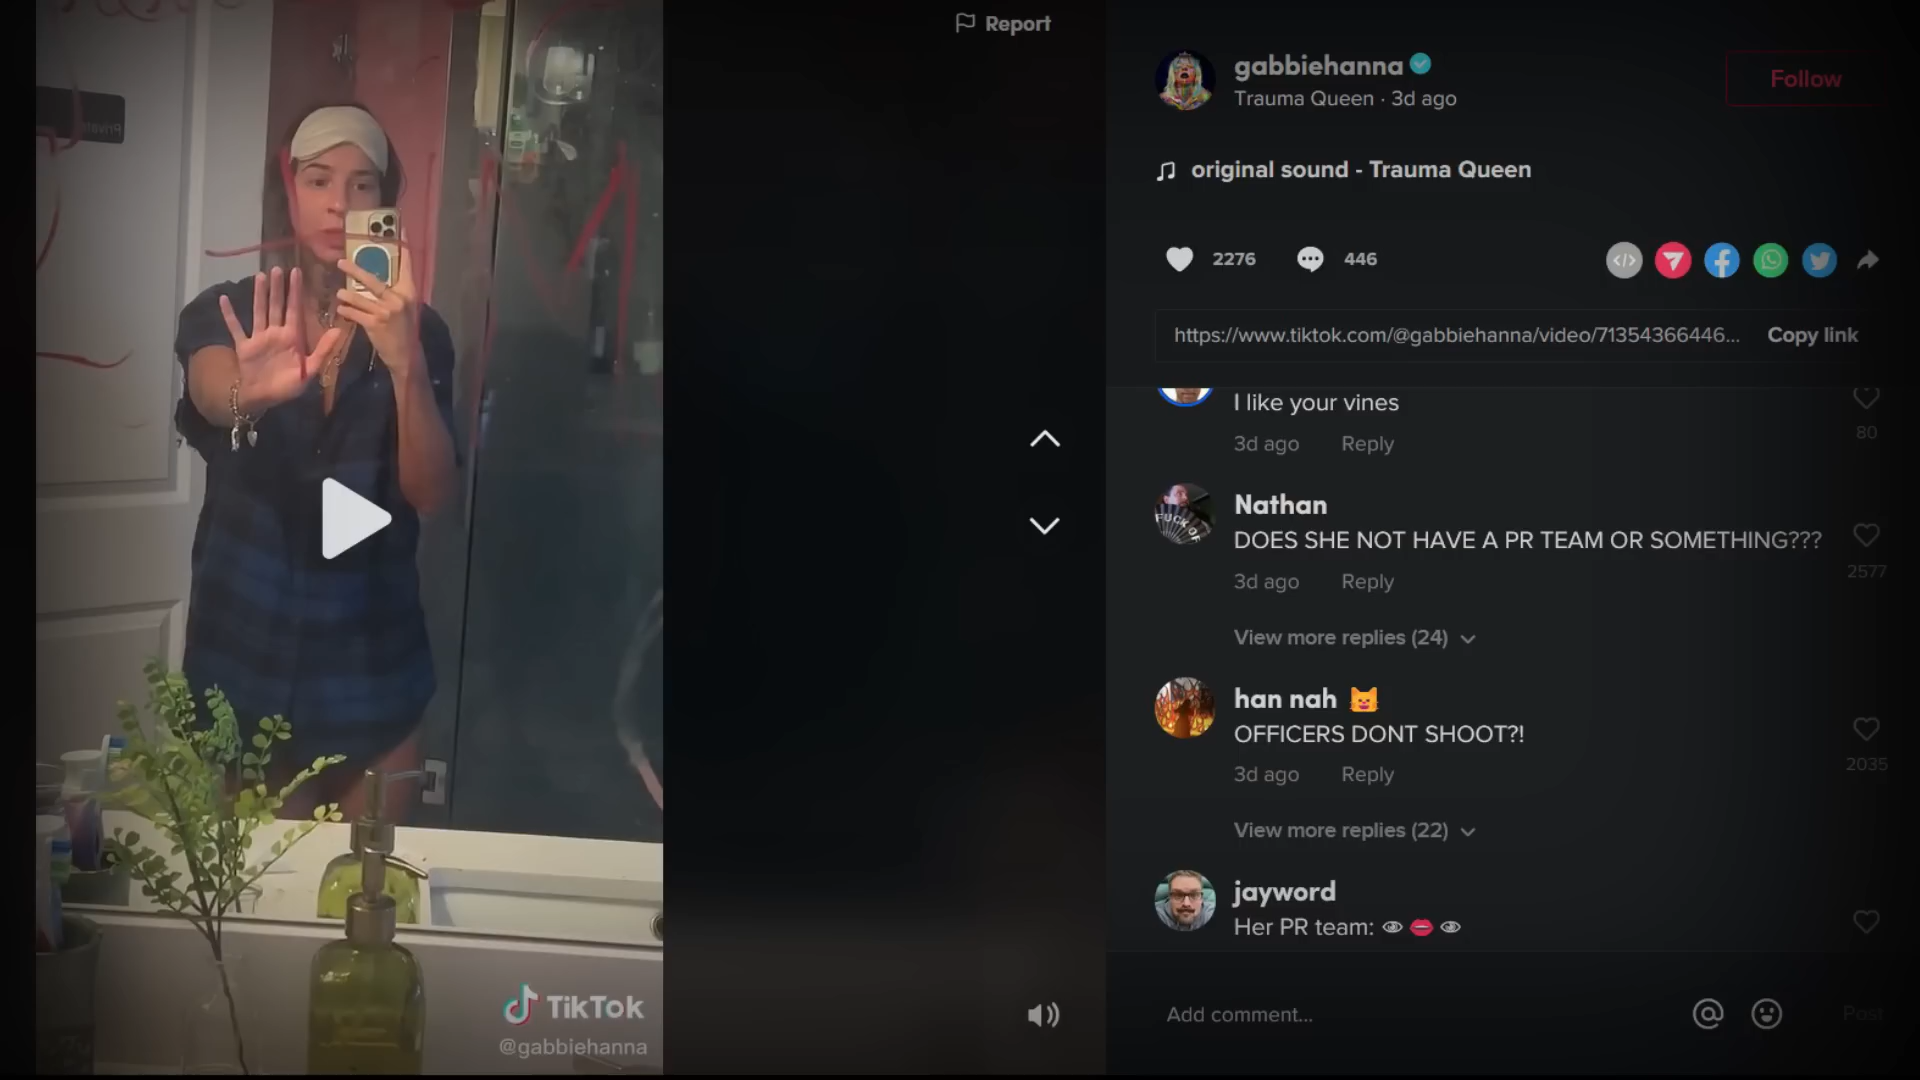 Private
TikTok
@gabbiehanna
Report
gabbiehanna
Trauma Queen · 3d ago
Follow
original sound - Trauma Queen
2276
446
https://www.tiktok.com/@gabbiehanna/video/71354366446...
Copy link
I like your vines
3d ago Reply
80
Nathan
FUCK OF
DOES SHE NOT HAVE A PR TEAM OR SOMETHING???
3d ago Reply
2577
View more replies (24)
han nah 😺
OFFICERS DONT SHOOT?!
3d ago Reply
2035
View more replies (22)
jayword
Her PR team: 👁👄👁
Add comment...
Post